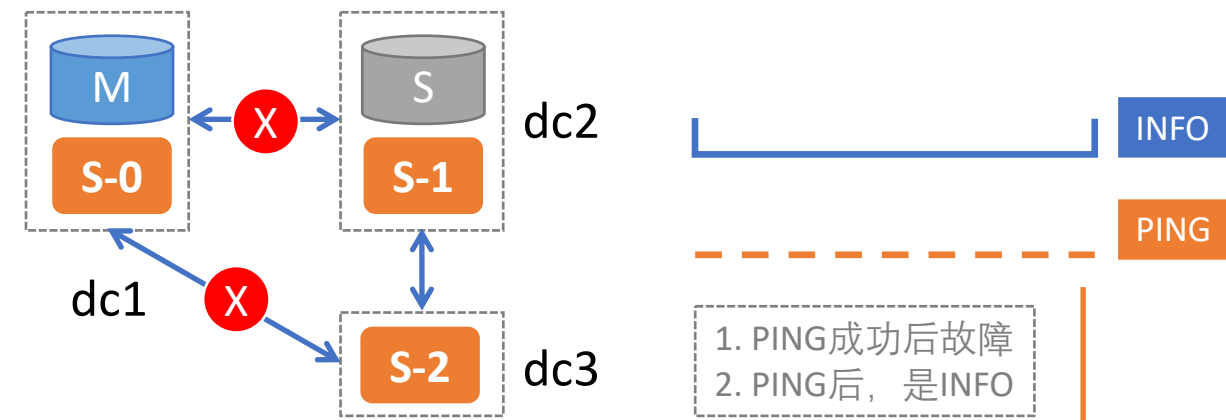 M
S
X
dc2
INFO
S-0
S-1
PING
dc1
X
1. PING成功后故障
2. PING后，是INFO
S-2
dc3